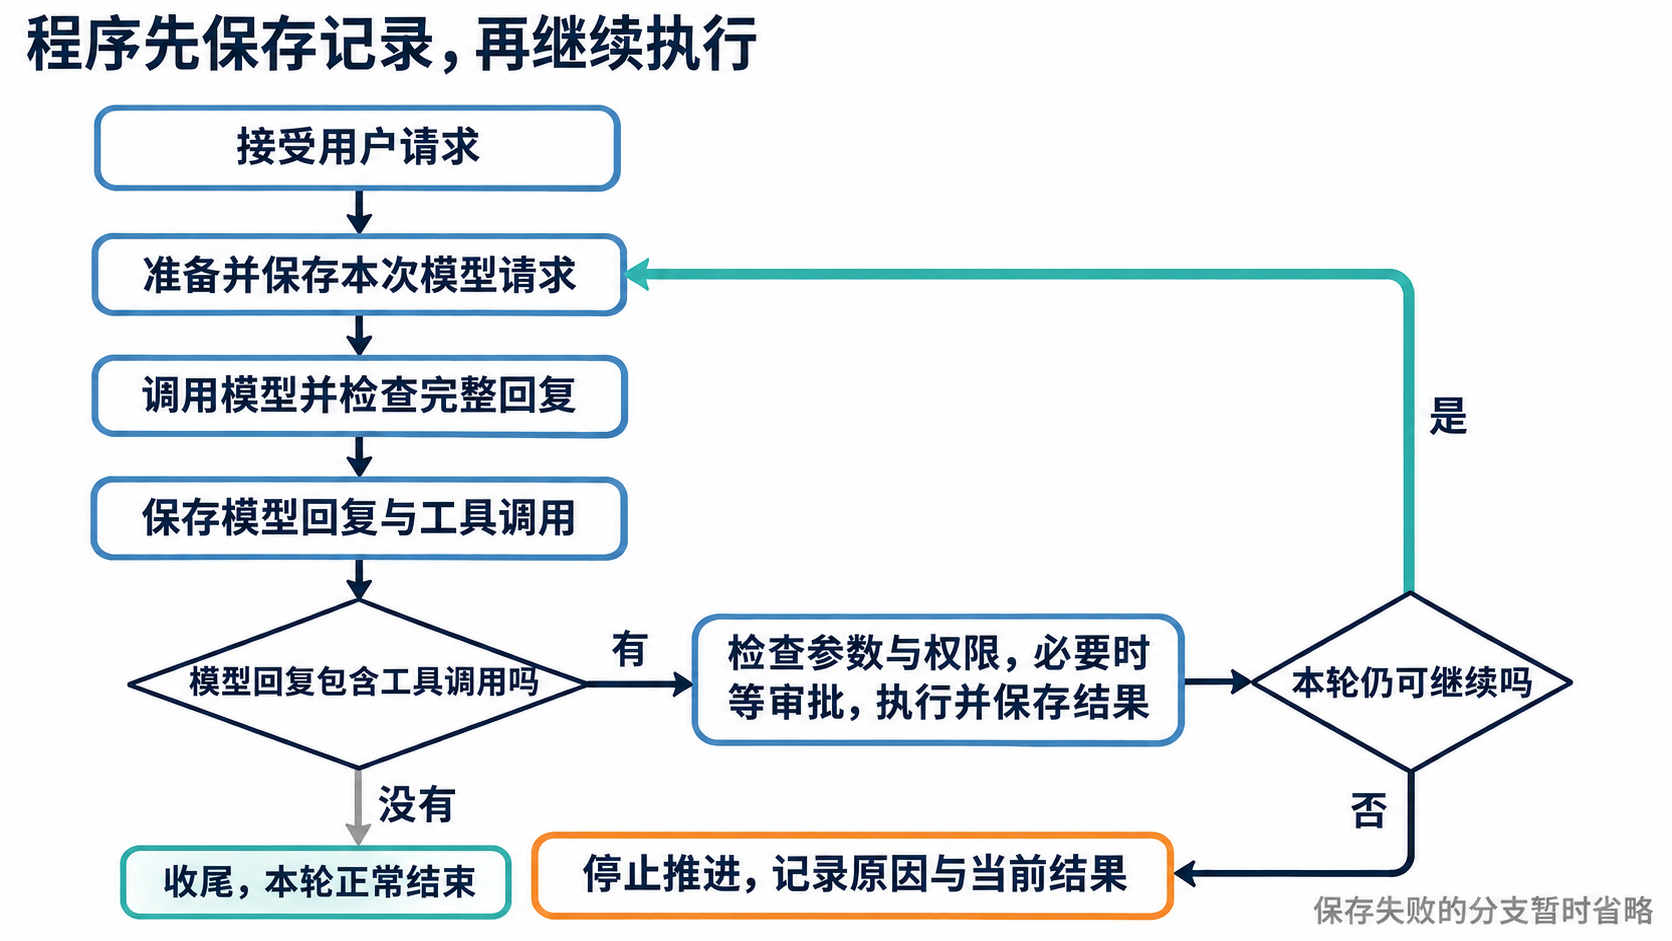 程序先保存记录，再继续执行
接受用户请求
准备并保存本次模型请求
调用模型并检查完整回复
是
保存模型回复与工具调用
模型回复包含工具调用吗
有
检查参数与权限，必要时
等审批，执行并保存结果
本轮仍可继续吗
没有
否
收尾，本轮正常结束
停止推进，记录原因与当前结果
保存失败的分支暂时省略